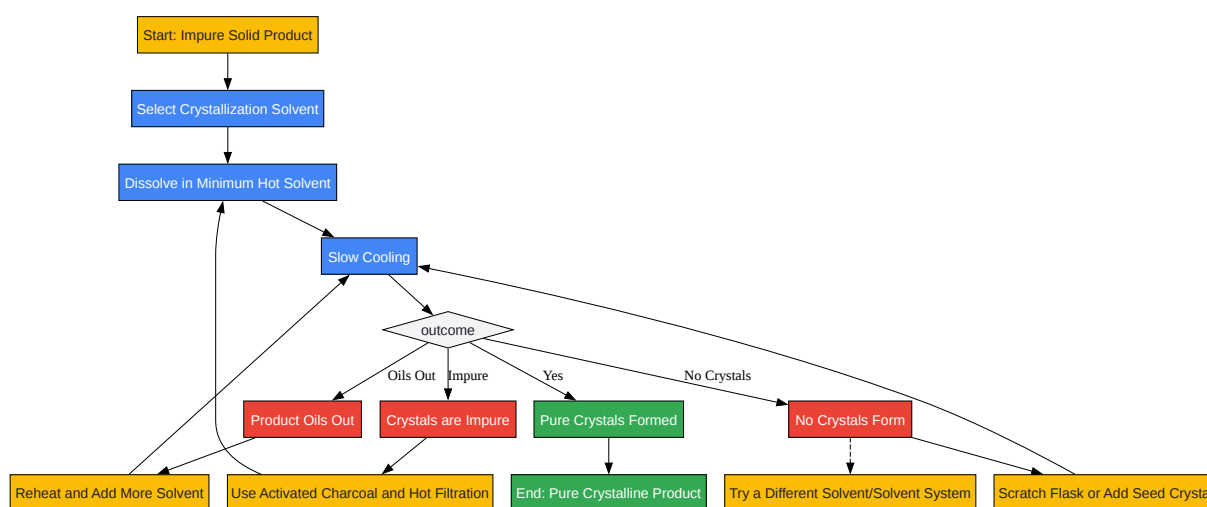 Start: Impure Solid Product
Select Crystallization Solvent
Dissolve in Minimum Hot Solvent
Slow Cooling
outcome
Oils Out
Impure
Yes
No Crystals
Product Oils Out
Crystals are Impure
Pure Crystals Formed
No Crystals Form
Reheat and Add More Solvent
Use Activated Charcoal and Hot Filtration
End: Pure Crystalline Product
Try a Different Solvent/Solvent System
Scratch Flask or Add Seed Crysta